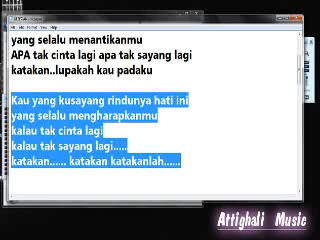 yang selalu menantikanmu
APA tak cinta lagi apa tak sayang lagi
katakan..lupakah kau padaku
Kau yang kusayang rindunya hati ini
yang selalu mengharapkanmu
kalau tak cinta lagi
kalau tak sayang lagi.....
katakan...... katakan katakanlah......
Attighali Music